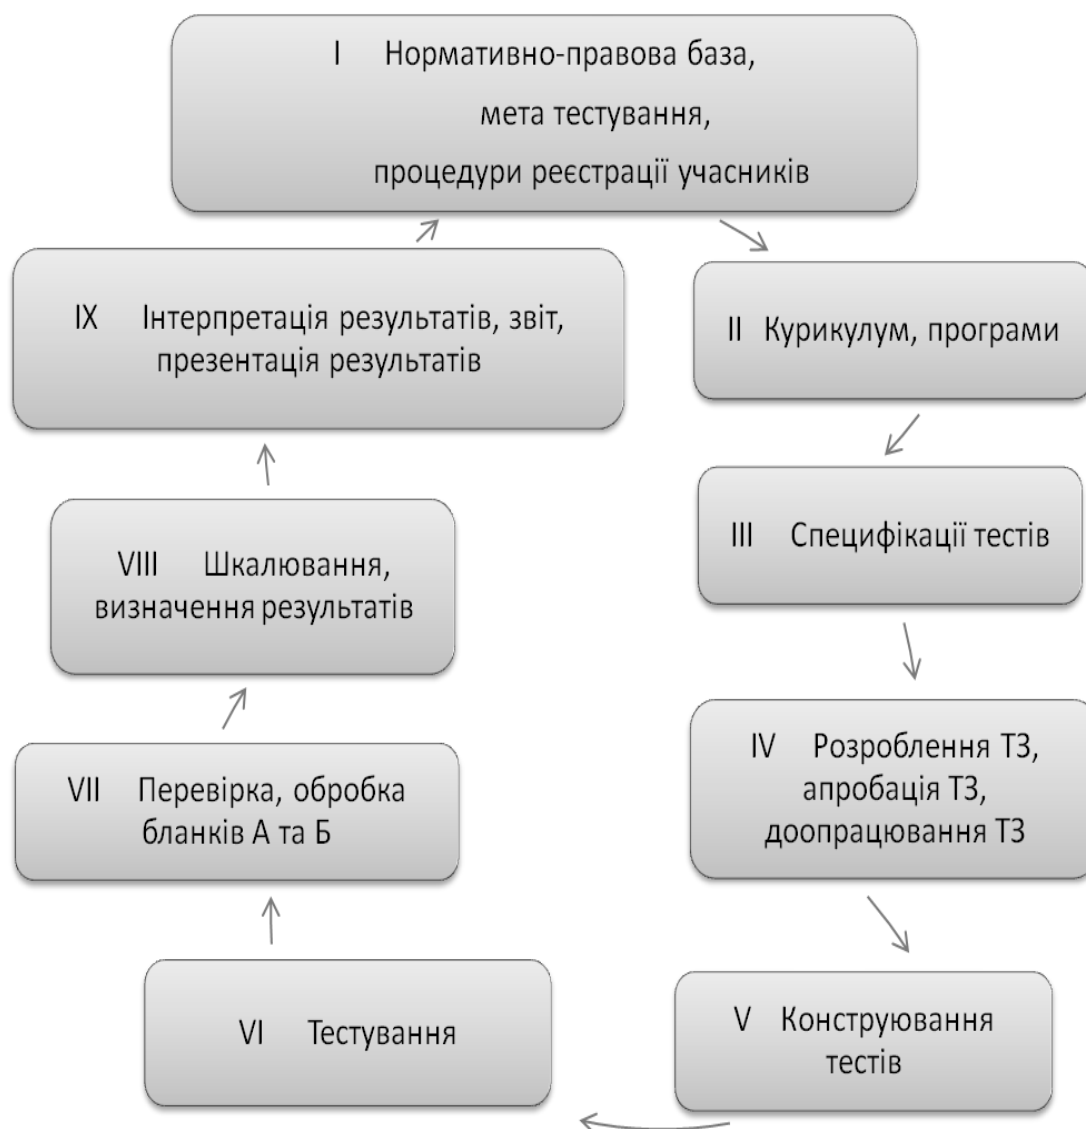 I Нормативно-правова база,
мета тестування,
процедури реєстрації учасників
IX Інтерпретація результатів, звіт,
презентація результатів
II Курикулум, програми
III Специфікації тестів
VIII Шкалювання,
визначення результатів
IV Розроблення ТЗ,
апробація ТЗ,
доопрацювання ТЗ
VII Перевірка, обробка
бланків А та Б
VI Тестування
V Конструювання
тестів